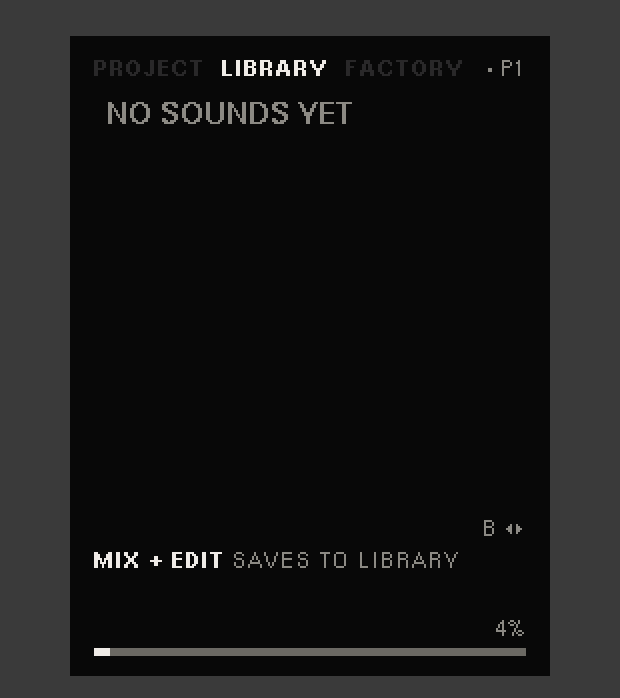 PROJECT LIBRARY FACTORY · P1
NO SOUNDS YET
B
MIX + EDIT SAVES TO LIBRARY
4%